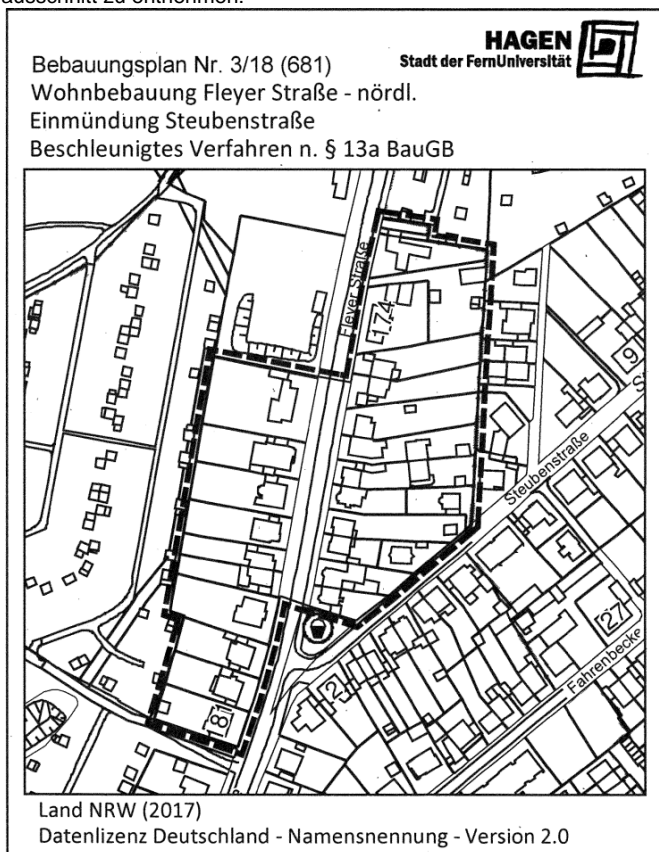 ausschnitt zu entnehmen.
HAGEN
Stadt der FernUniversität
Bebauungsplan Nr. 3/18 (681)
Wohnbebauung Fleyer Straße - nördl.
Einmündung Steubenstraße
Beschleunigtes Verfahren n. § 13a BauGB
Fleyer Straße
174
9
Steubenstraße
27
2
Fahrenbecke
81
Land NRW (2017)
Datenlizenz Deutschland - Namensnennung - Version 2.0